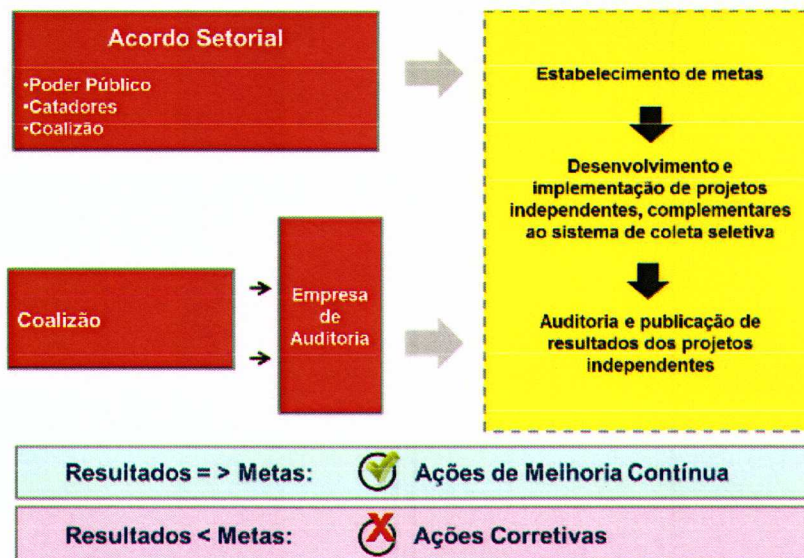 Acordo Setorial
•Poder Público
•Catadores
•Coalizão
Estabelecimento de metas
Desenvolvimento e
implementação de projetos
independentes, complementares
ao sistema de coleta seletiva
Coalizão
Empresa
de
Auditoria
Auditoria e publicação de
resultados dos projetos
independentes
Resultados = > Metas: Ações de Melhoria Contínua
Resultados < Metas: Ações Corretivas